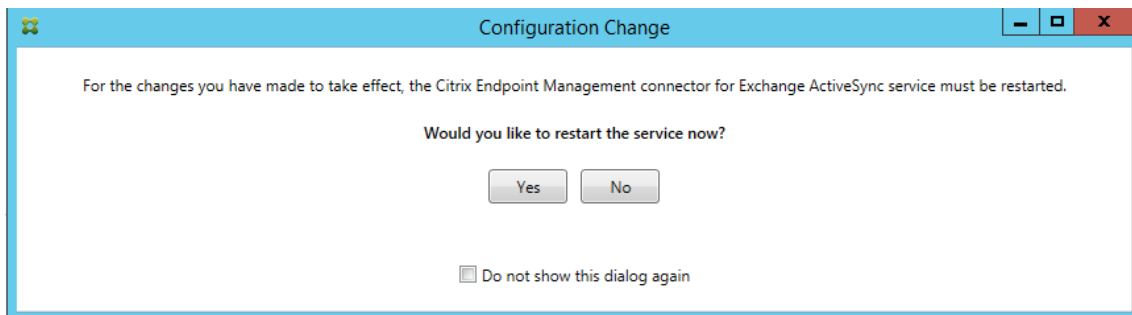 Configuration Change
For the changes you have made to take effect, the Citrix Endpoint Management connector for Exchange ActiveSync service must be restarted.
Would you like to restart the service now?
Yes No
Do not show this dialog again